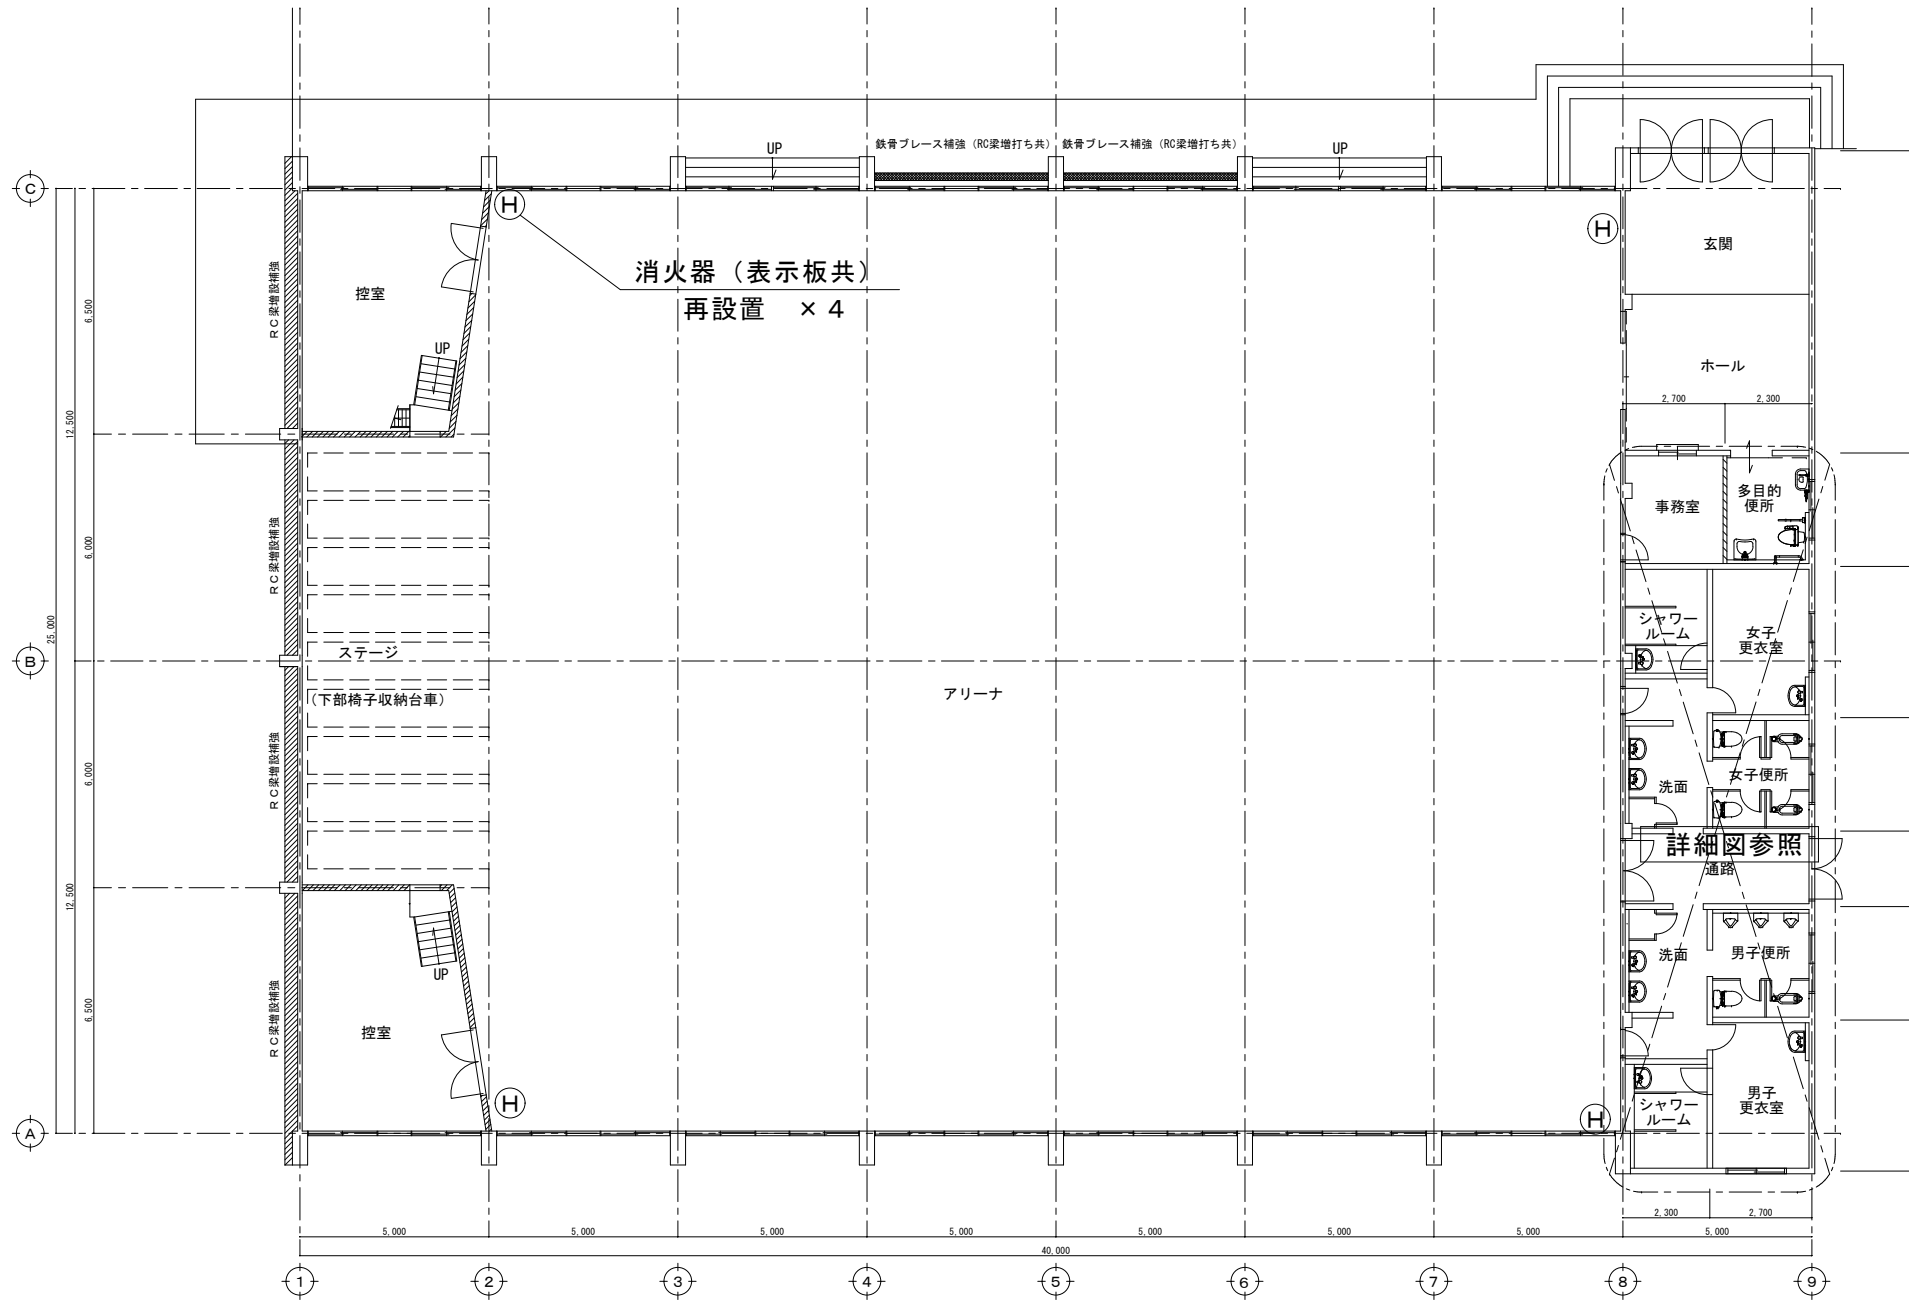 鉄骨ブレース補強（RC梁増打ち共）
鉄骨ブレース補強（RC梁増打ち共）
UP
UP
C
H
H
消火器（表示板共）
再設置　×４
玄関
控室
UP
ＲＣ梁増設補強
6,500
ホール
2,700
2,300
12,500
事務室
多目的
便所
ＲＣ梁増設補強
6,000
25,000
シャワー
ルーム
女子
更衣室
B
ステージ
（下部椅子収納台車）
アリーナ
ＲＣ梁増設補強
6,000
洗面
女子便所
詳細図参照
通路
12,500
洗面
男子便所
UP
ＲＣ梁増設補強
6,500
控室
H
H
シャワー
ルーム
男子
更衣室
A
2,300
2,700
5,000
5,000
5,000
5,000
5,000
5,000
5,000
5,000
40,000
1
2
3
4
5
6
7
8
9